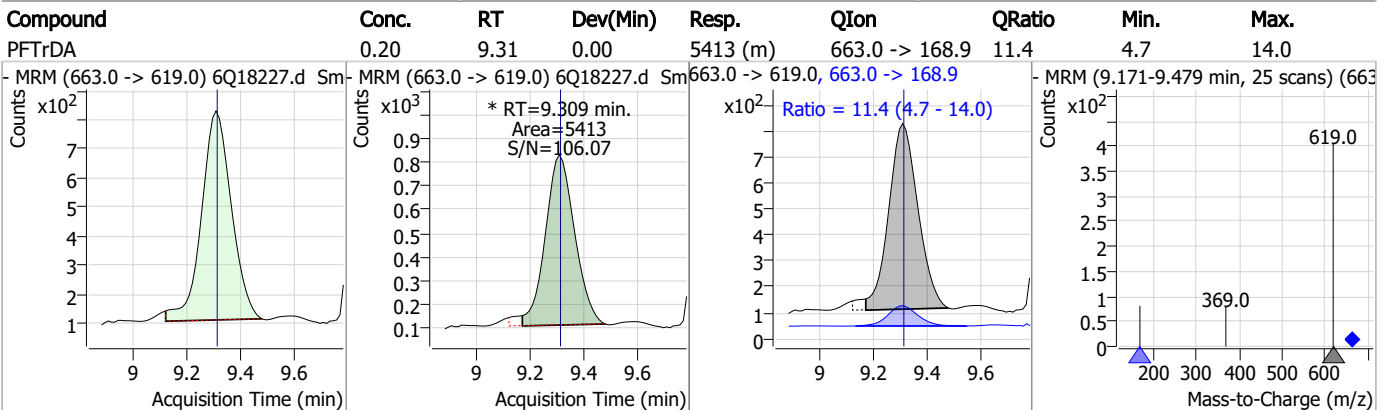 Compound Conc. RT Dev(Min) Resp. QIon QRatio Min. Max.
PFTrDA 0.20 9.31 0.00 5413 (m) 663.0 -> 168.9 11.4 4.7 14.0
- MRM (663.0 -> 619.0) 6Q18227.d Sm
Counts
x10²
7
6
5
4
3
2
1
9 9.2 9.4 9.6
Acquisition Time (min)
- MRM (663.0 -> 619.0) 6Q18227.d Sm
Counts
x10³
* RT=9.309 min.
Area=5413
S/N=106.07
0.9
0.8
0.7
0.6
0.5
0.4
0.3
0.2
0.1
9 9.2 9.4 9.6
Acquisition Time (min)
663.0 -> 619.0, 663.0 -> 168.9
x10²
Ratio = 11.4 (4.7 - 14.0)
7
6
5
4
3
2
1
0
9 9.2 9.4 9.6
Acquisition Time (min)
- MRM (9.171-9.479 min, 25 scans) (663
Counts
x10²
619.0
4
3.5
3
2.5
2
1.5
1
0.5
0
369.0
200 300 400 500 600
Mass-to-Charge (m/z)